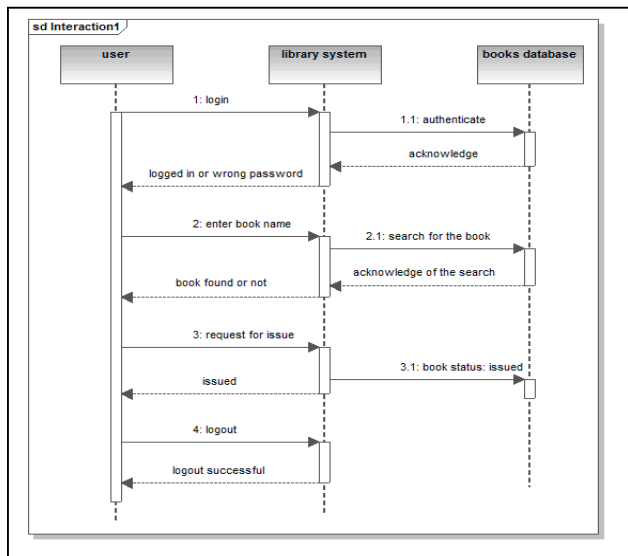 sd Interaction1
user
library system
books database
1: login
1.1: authenticate
acknowledge
logged in or wrong password
2: enter book name
2.1: search for the book
acknowledge of the search
book found or not
3: request for issue
3.1: book status: issued
issued
4: logout
logout successful